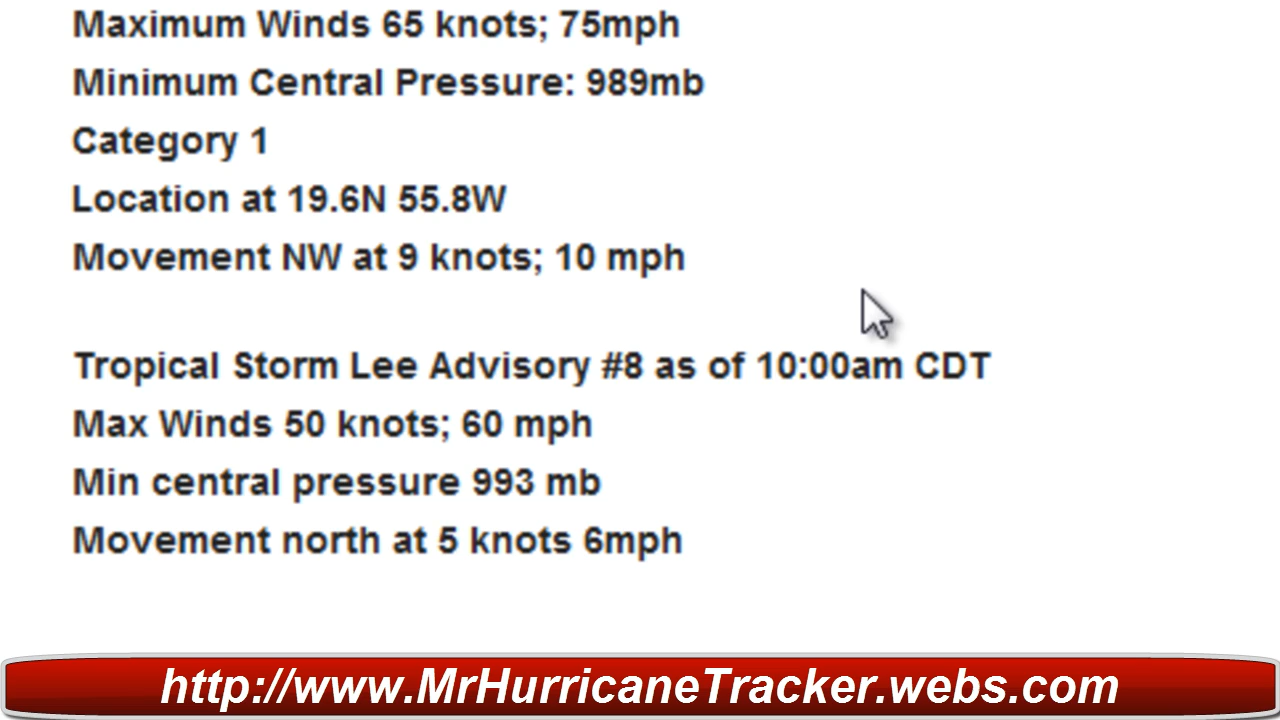 Maximum Winds 65 knots; 75mph
Minimum Central Pressure: 989mb
Category 1
Location at 19.6N 55.8W
Movement NW at 9 knots; 10 mph
Tropical Storm Lee Advisory #8 as of 10:00am CDT
Max Winds 50 knots; 60 mph
Min central pressure 993 mb
Movement north at 5 knots 6mph
http://www.MrHurricaneTracker.webs.com